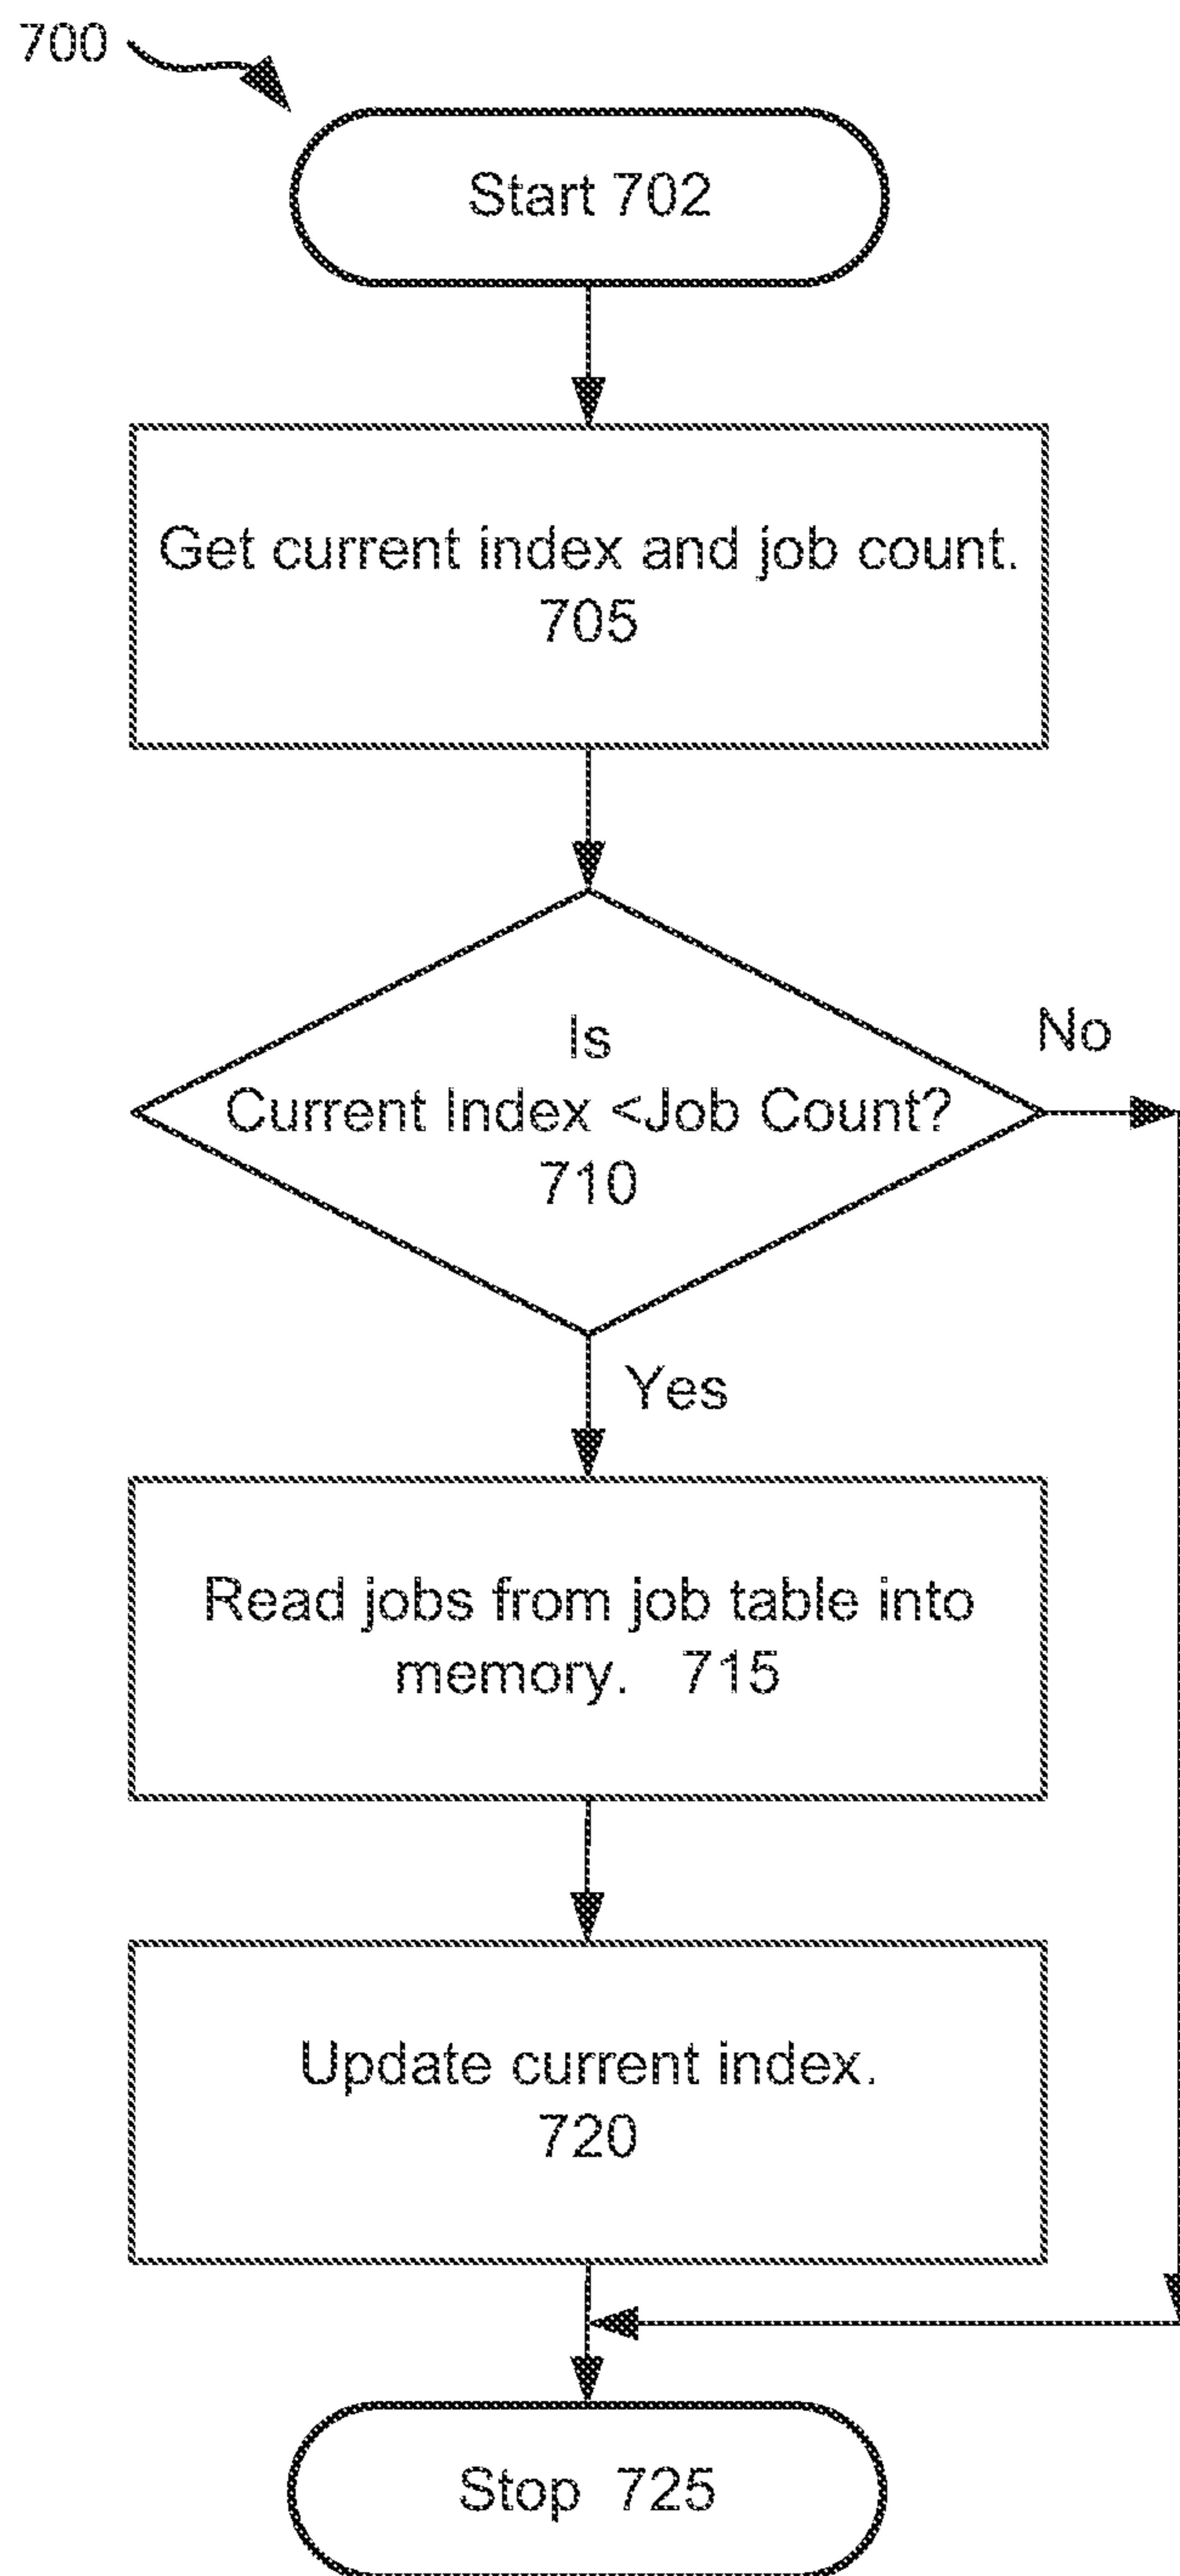 700
Start 702
Get current index and job count.
705
Is
Current Index <Job Count?
710
No
Yes
Read jobs from job table into
memory. 715
Update current index.
720
Stop 725